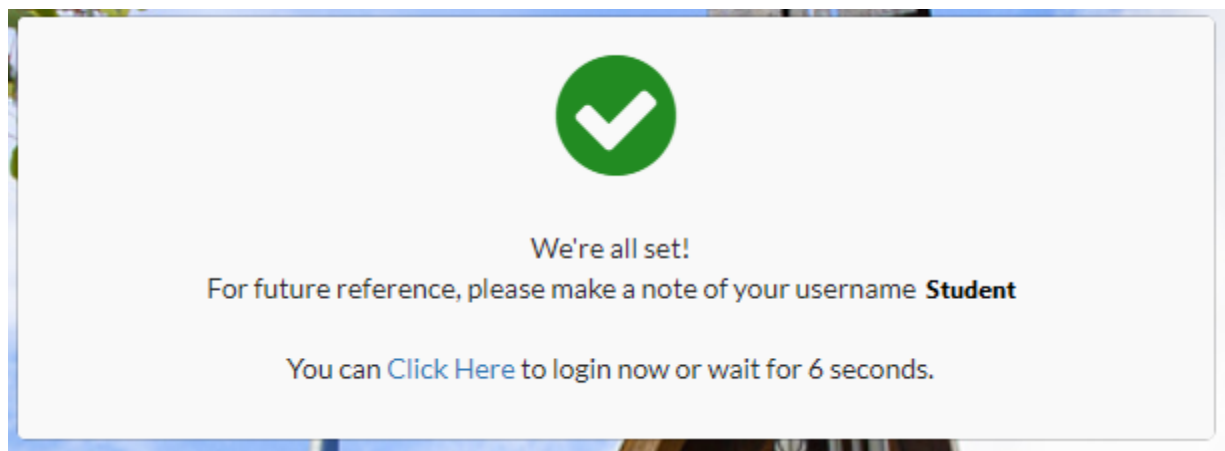 We're all set!
For future reference, please make a note of your username Student
You can Click Here to login now or wait for 6 seconds.